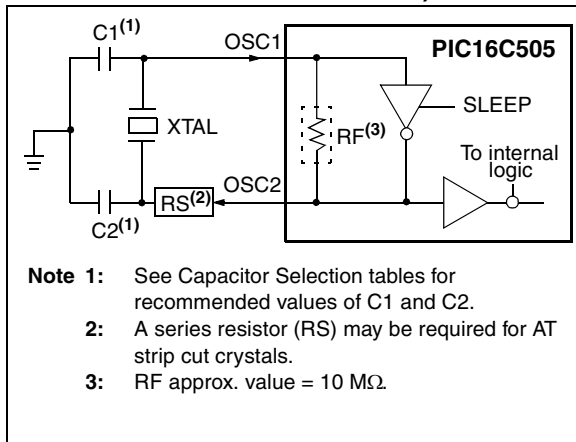 C1(1)
OSC1
PIC16C505
SLEEP
XTAL
RF(3)
To internal
logic
OSC2
RS(2)
C2(1)
Note 1: See Capacitor Selection tables for
recommended values of C1 and C2.
2: A series resistor (RS) may be required for AT
strip cut crystals.
3: RF approx. value = 10 MΩ.